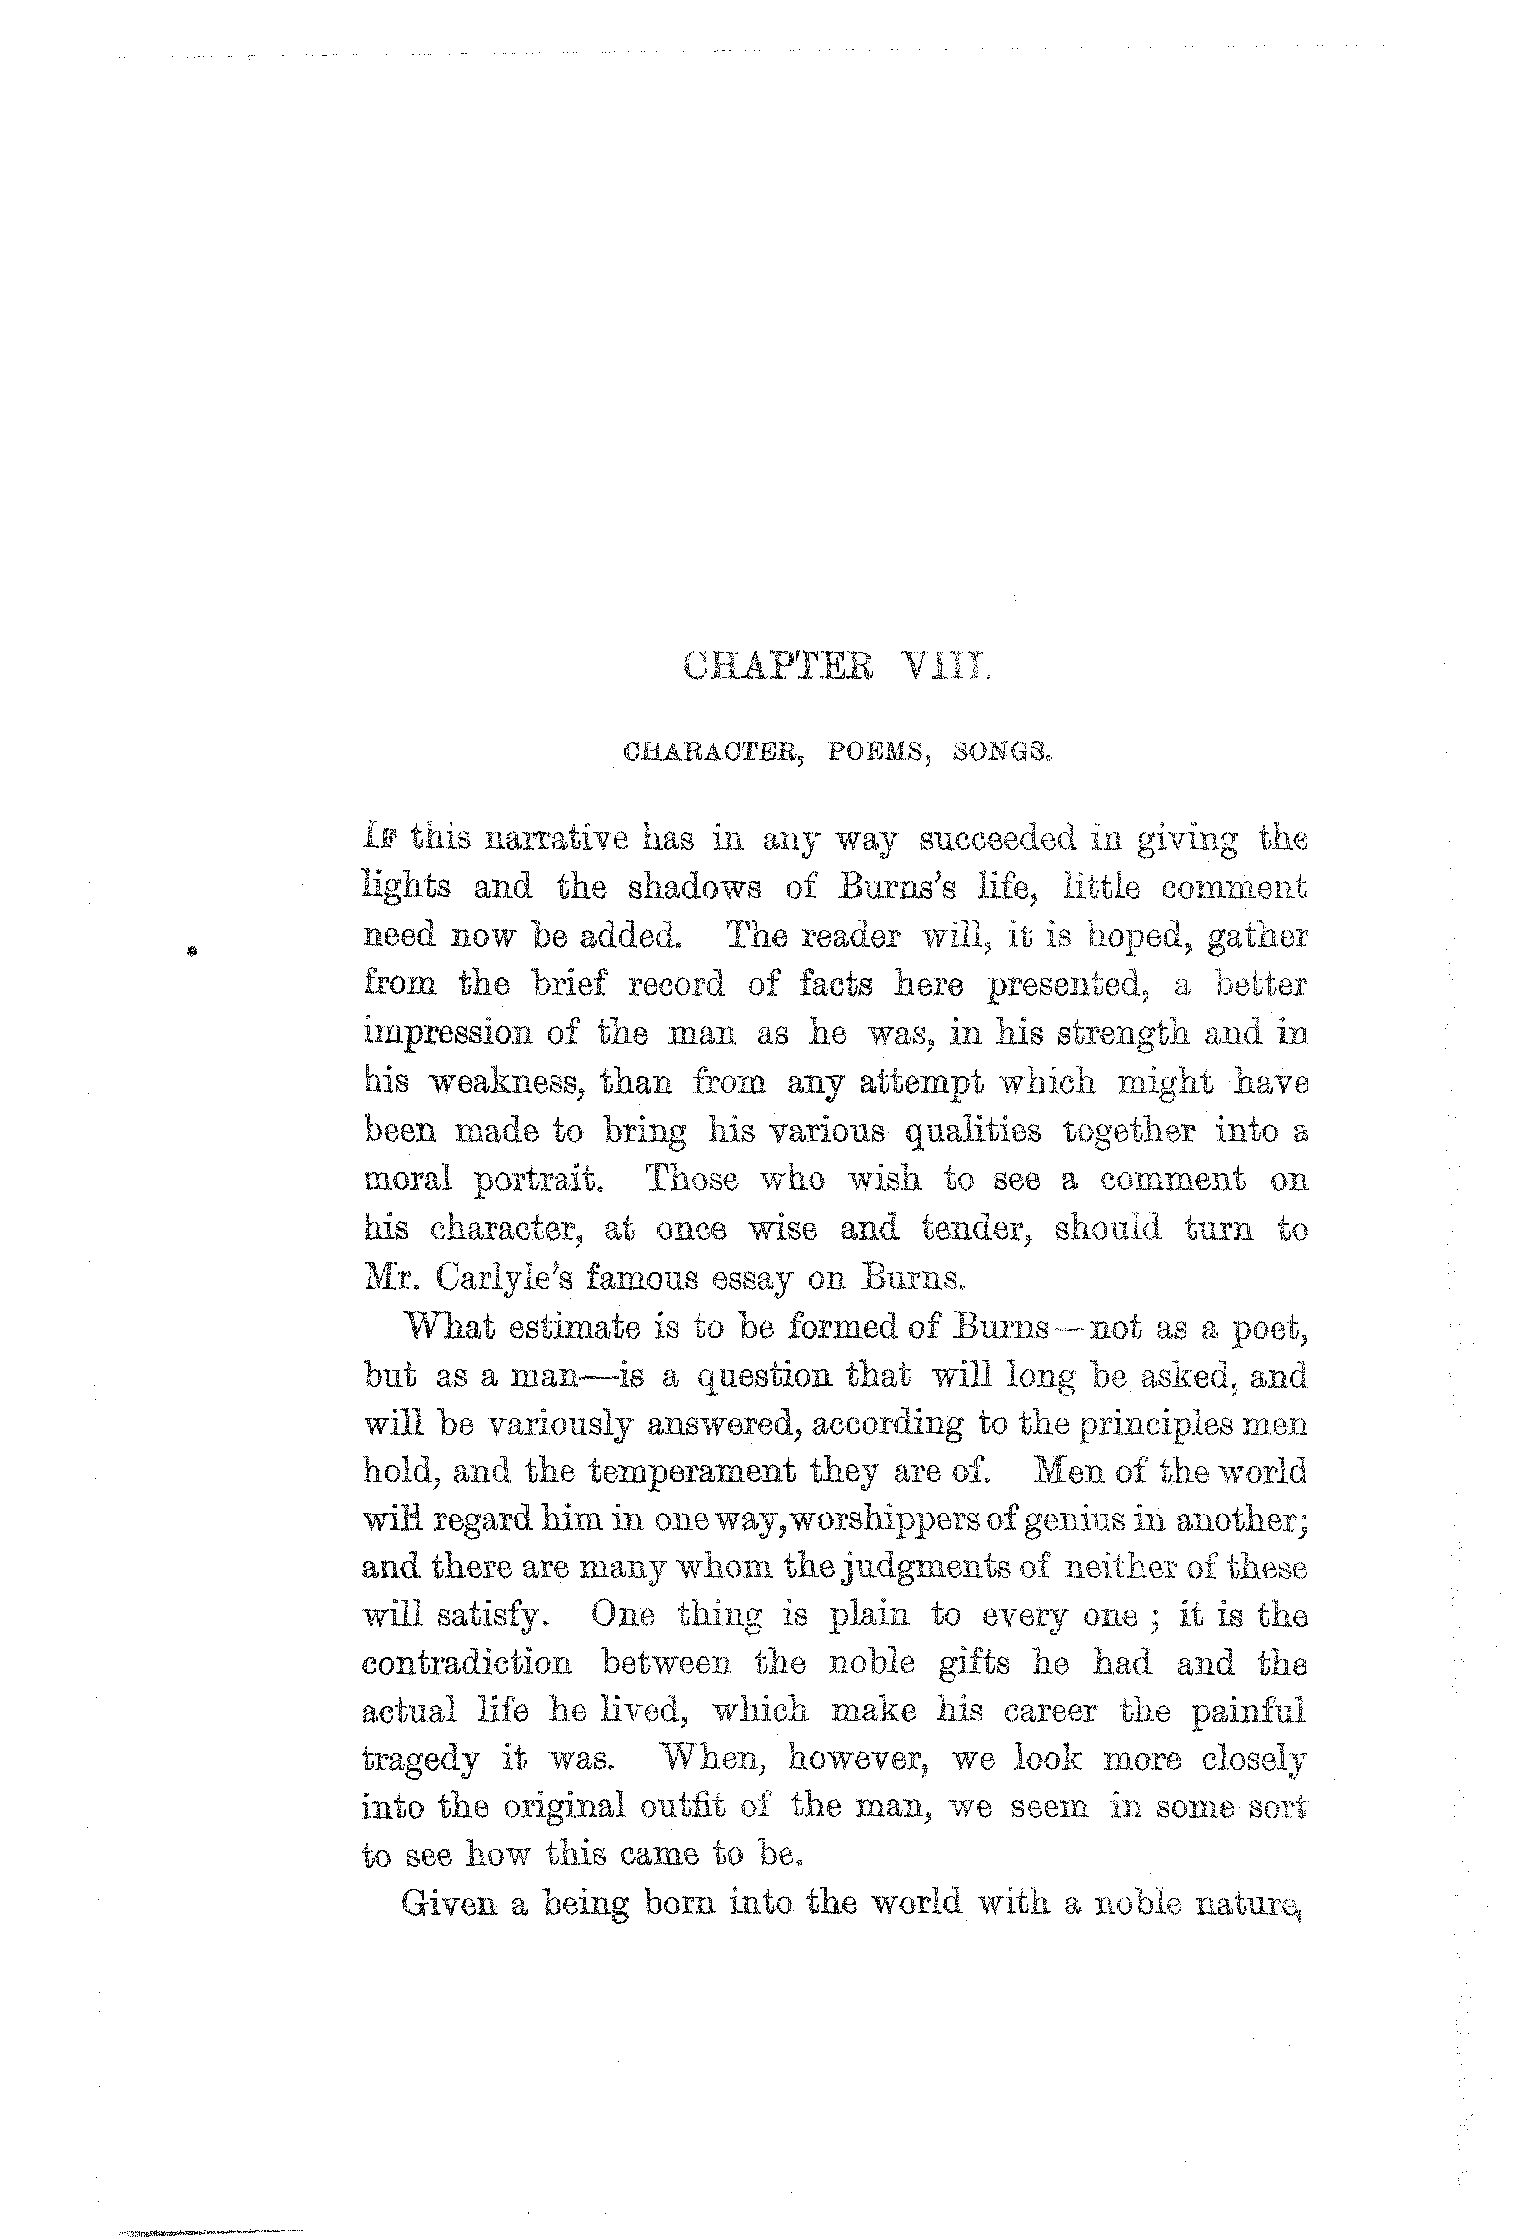 CHAPTER VIII.
CHARACTER, POEMS, SONGS.
IF this narrative has in any way succeeded in giving the
lights and the shadows of Burns's life, little comment
need now be added. The reader will, it is hoped, gather
from the brief record of facts here presented, a better
impression of the man as he was, in his strength and in
his weakness, than from any attempt which might have
been made to bring his various qualities together into a
moral portrait. Those who wish to see a comment on
his character, at once wise and tender, should turn to
Mr. Carlyle's famous essay on Burns.
What estimate is to be formed of Burns—not as a poet,
but as a man—is a question that will long be asked, and
will be variously answered, according to the principles men
hold, and the temperament they are of. Men of the world
will regard him in one way, worshippers of genius in another;
and there are many whom the judgments of neither of these
will satisfy. One thing is plain to every one ; it is the
contradiction between the noble gifts he had and the
actual life he lived, which make his career the painful
tragedy it was. When, however, we look more closely
into the original outfit of the man, we seem in some sort
to see how this came to be.
Given a being born into the world with a noble nature,